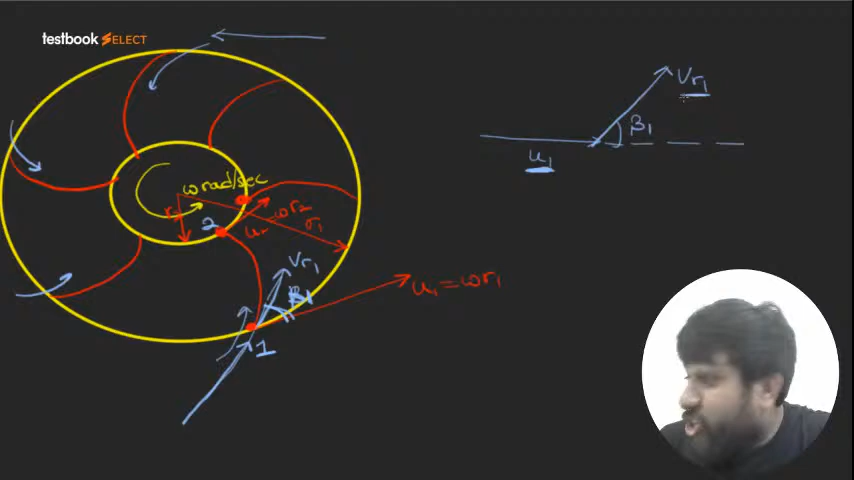 testbook SELECT
ω rad/sec
r₂
2
u₂ = ωr₂
r₁
Vr₁
β₁
u₁ = ωr₁
1
Vr₁
β₁
u₁